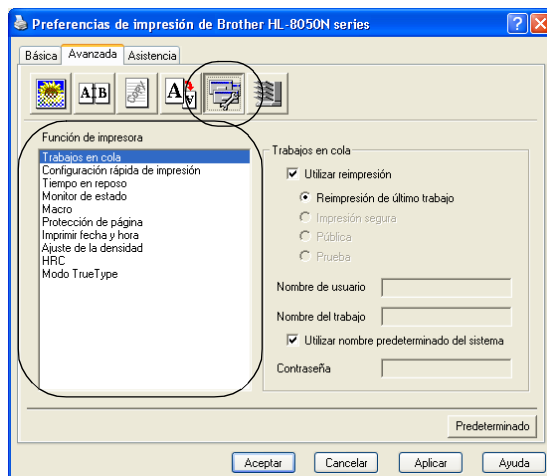 Preferencias de impresión de Brother HL-8050N series
Básica Avanzada Asistencia
A B
A A
Función de impresora
Trabajos en cola
Configuración rápida de impresión
Tiempo en reposo
Monitor de estado
Macro
Protección de página
Imprimir fecha y hora
Ajuste de la densidad
HRC
Modo TrueType
Trabajos en cola
Utilizar reimpresión
Reimpresión de último trabajo
Impresión segura
Pública
Prueba
Nombre de usuario
Nombre del trabajo
Utilizar nombre predeterminado del sistema
Contraseña
Predeterminado
Aceptar Cancelar Aplicar Ayuda